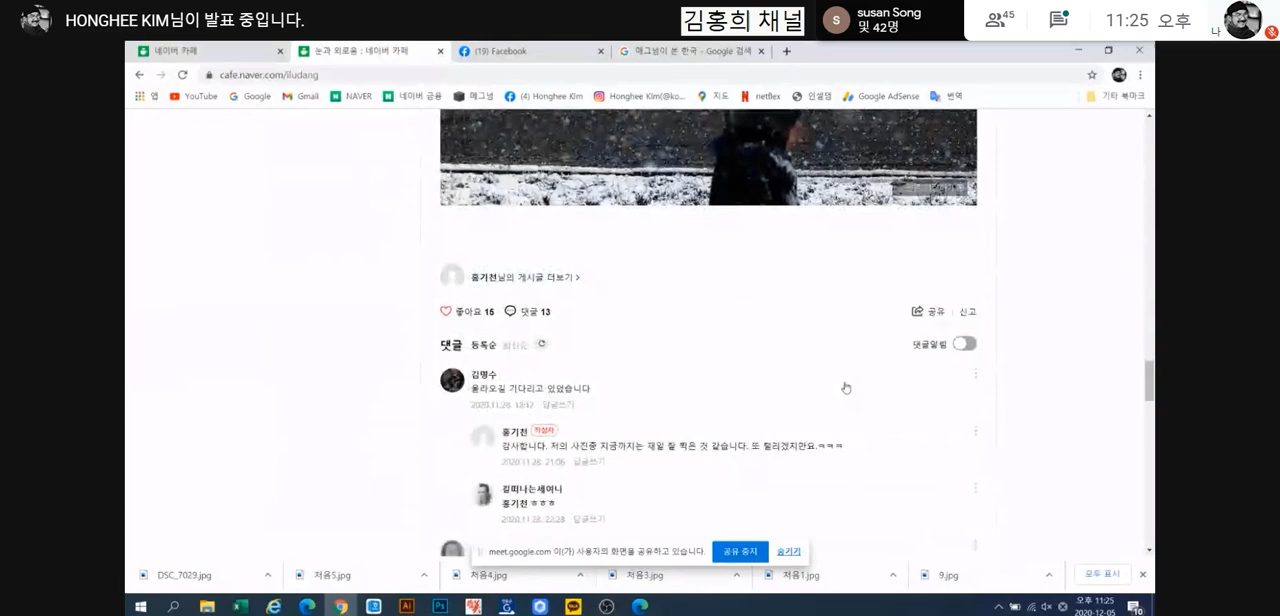 HONGHEE KIM님이 발표 중입니다.
김홍희 채널
S
susan Song
및 42명
45
11:25 오후
나
네이버 카페
눈과 외로움 : 네이버 카페
(19) Facebook
매그넘이 본 한국 - Google 검색
cafe.naver.com/iludang
앱
YouTube
Google
Gmail
NAVER
네이버 금융
매그넘
(4) Honghee Kim
Honghee Kim(@ko...
지도
netflex
인셀덤
Google AdSense
번역
기타 북마크
홍기천님의 게시글 더보기 >
좋아요 16 댓글 13
공유 신고
댓글 등록순 최신순
댓글알림
김명수
올라오길 기다리고 있었습니다
2020.11.28. 18:12 답글쓰기
홍기천 작성자
감사합니다. 저의 사진중 지금까지는 재일 잘 찍은 것 같습니다. 또 털리겠지만요.ㅋㅋㅋ
2020.11.28. 21:06 답글쓰기
길떠나는세여니
홍기천 ㅎㅎㅎ
2020.11.28. 22:28 답글쓰기
meet.google.com 이(가) 사용자의 화면을 공유하고 있습니다.
공유 중지
숨기기
DSC_7029.jpg
처음5.jpg
처음4.jpg
처음3.jpg
처음1.jpg
9.jpg
모두 표시
오후 11:25
2020-12-05
10